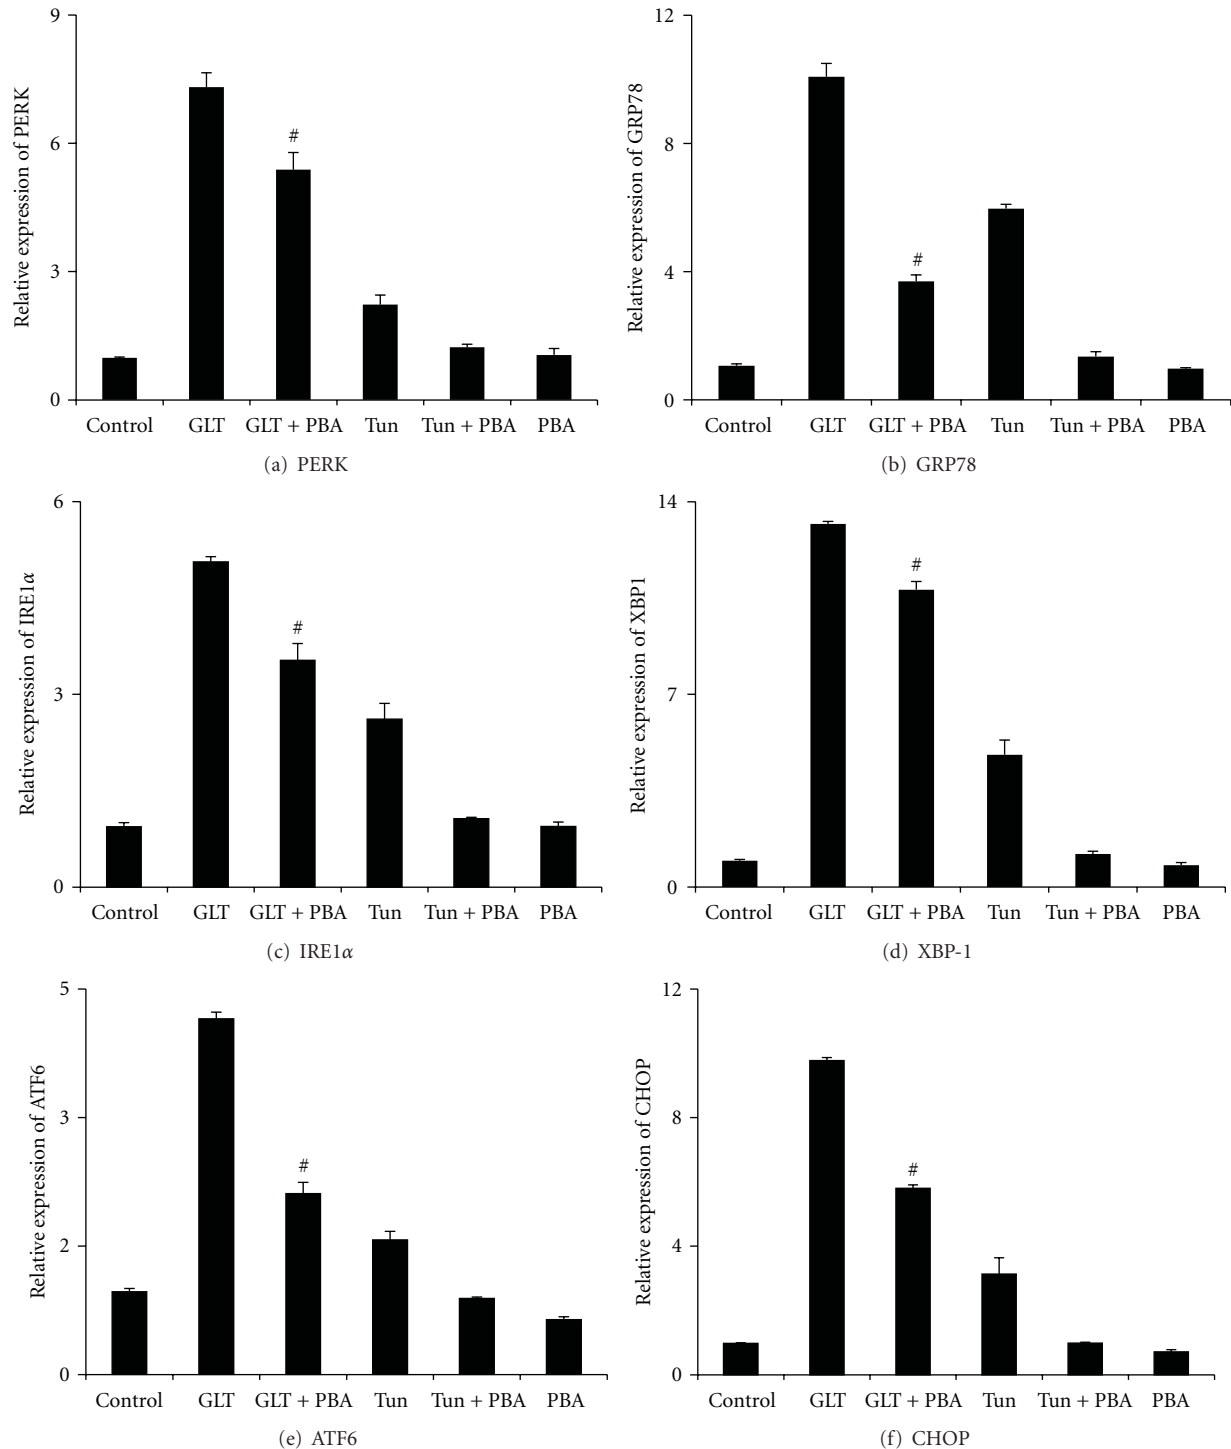 Relative expression of PERK
9
6
3
0
#
Control GLT GLT + PBA Tun Tun + PBA PBA
(a) PERK
Relative expression of GRP78
12
8
4
0
#
Control GLT GLT + PBA Tun Tun + PBA PBA
(b) GRP78
Relative expression of IRE1α
6
3
0
#
Control GLT GLT + PBA Tun Tun + PBA PBA
(c) IRE1α
Relative expression of XBP1
14
7
0
#
Control GLT GLT + PBA Tun Tun + PBA PBA
(d) XBP-1
Relative expression of ATF6
5
3
2
0
#
Control GLT GLT + PBA Tun Tun + PBA PBA
(e) ATF6
Relative expression of CHOP
12
8
4
0
#
Control GLT GLT + PBA Tun Tun + PBA PBA
(f) CHOP